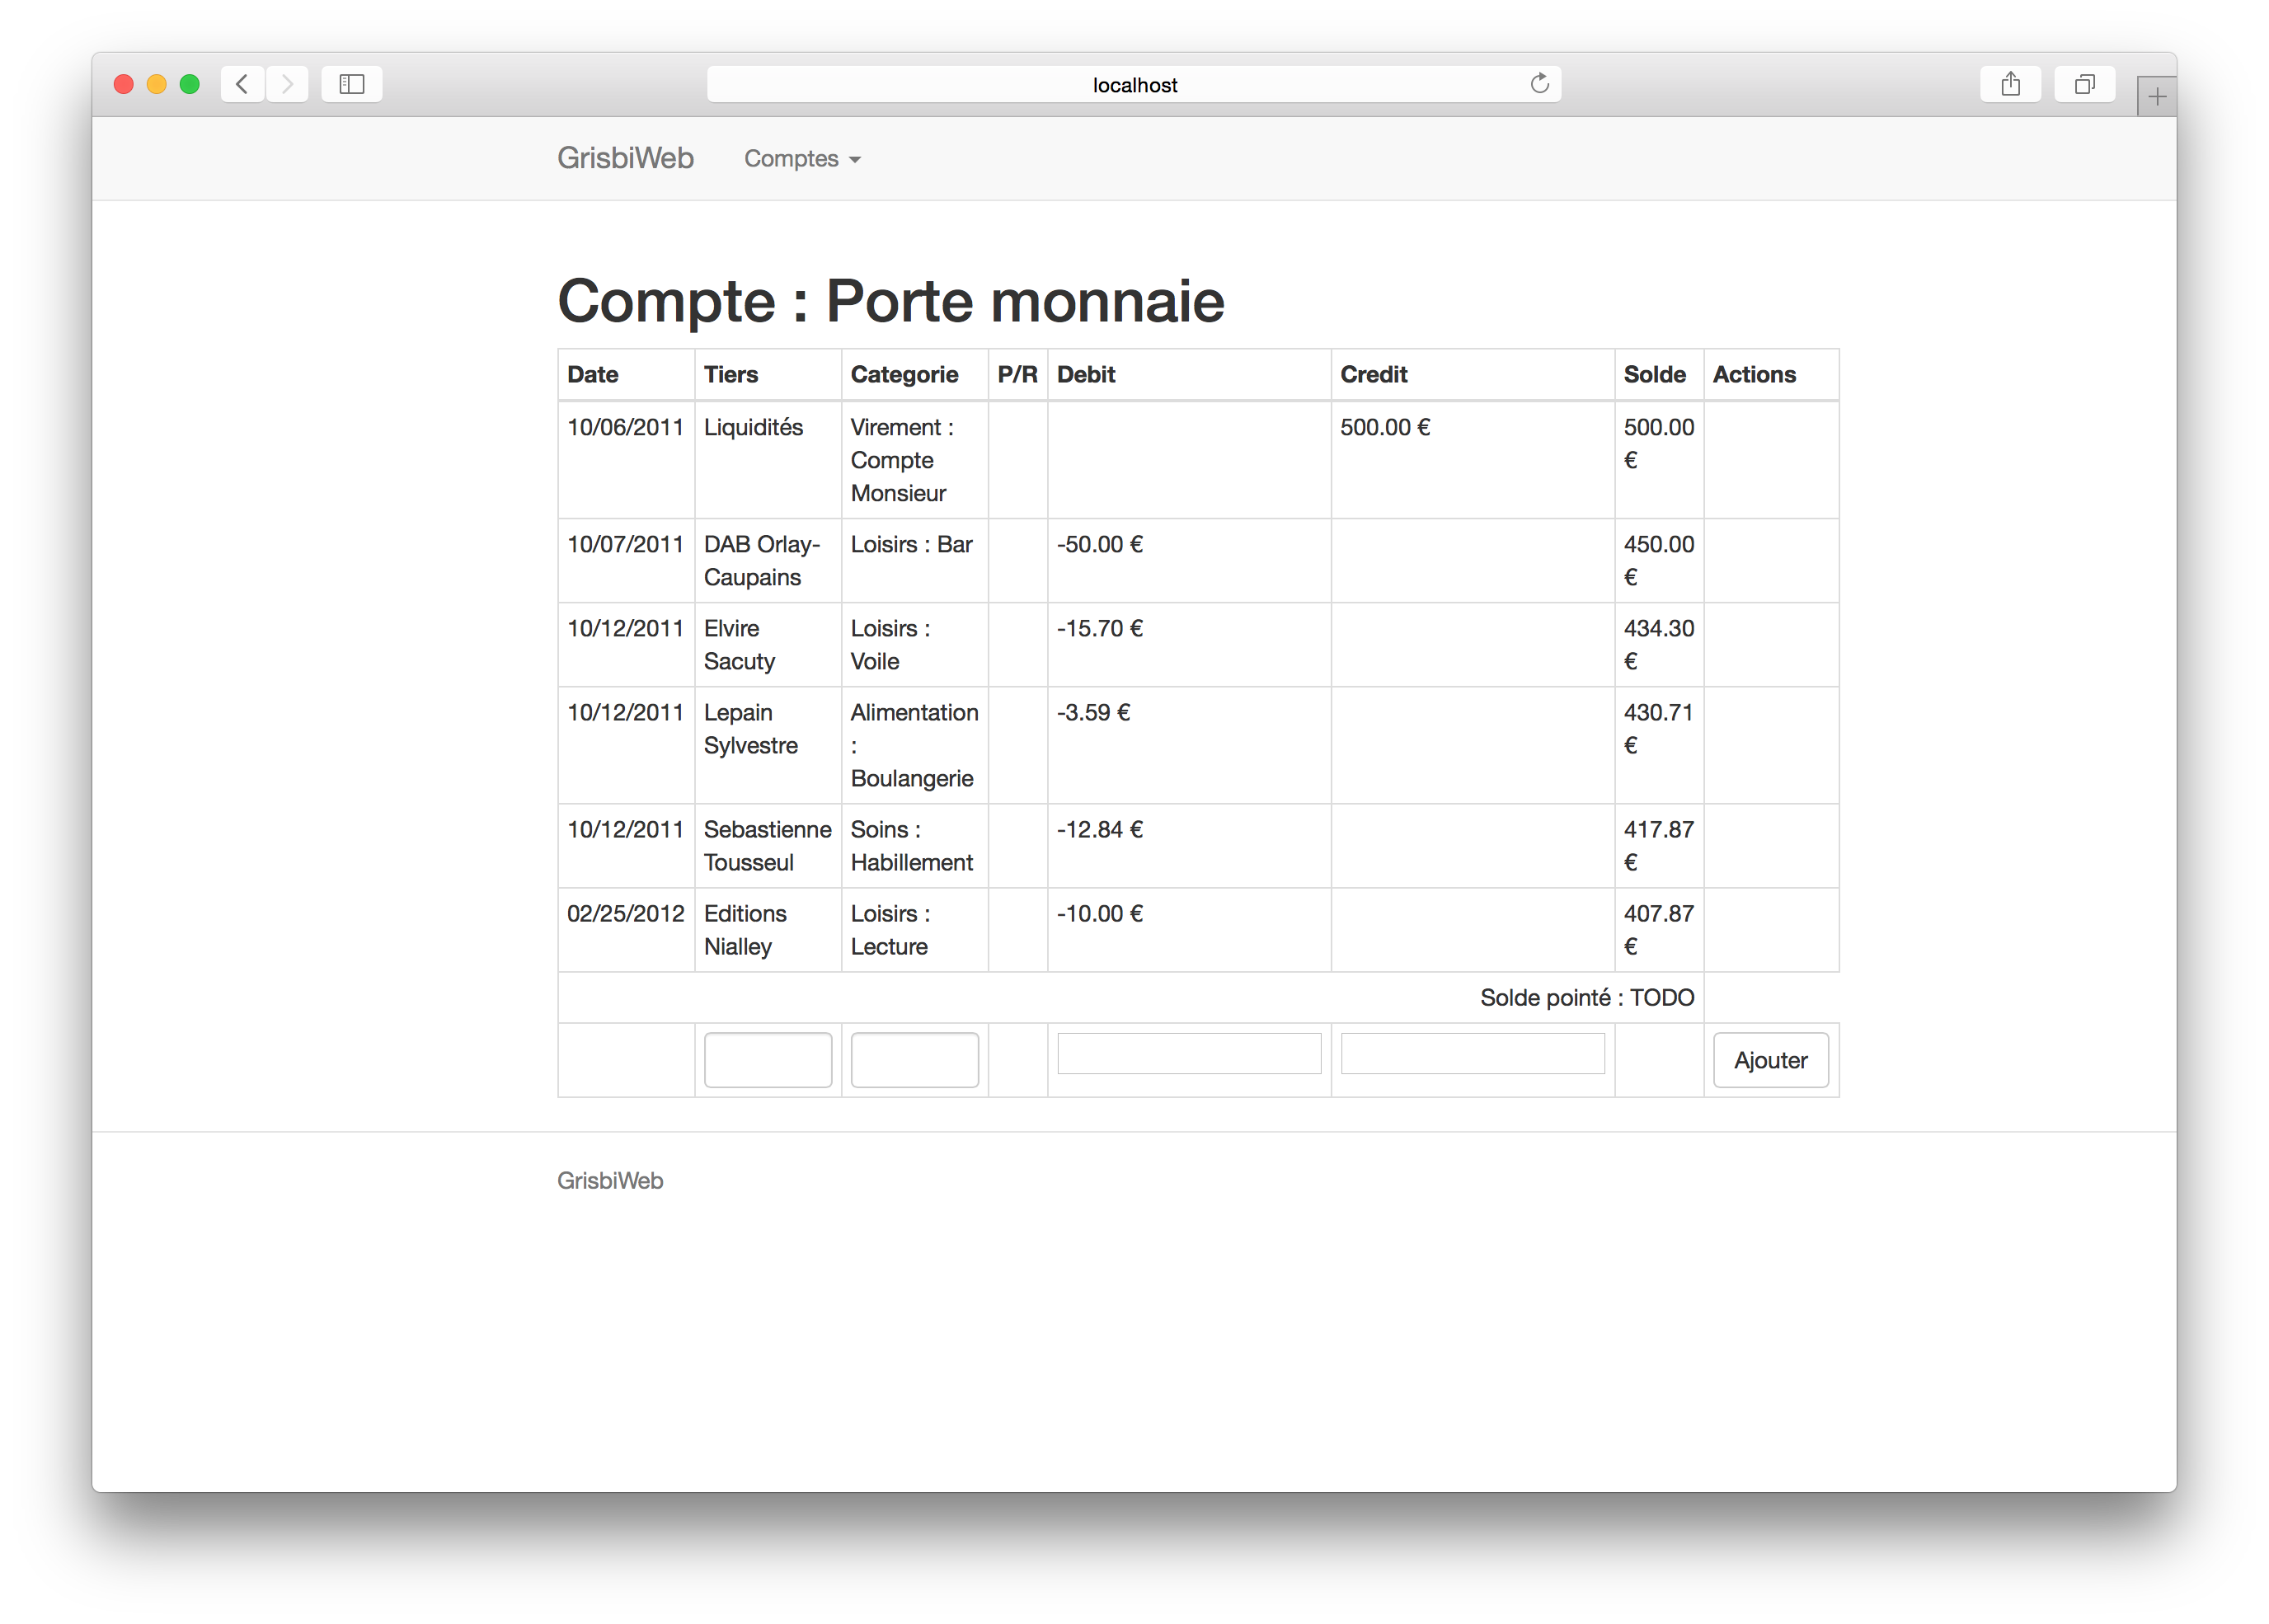 localhost
GrisbiWeb Comptes
Compte : Porte monnaie
Date Tiers Categorie P/R Debit Credit Solde Actions
10/06/2011 Liquidités Virement : 500.00 € 500.00
Compte €
Monsieur
10/07/2011 DAB Orlay- Loisirs : Bar -50.00 € 450.00
Caupains €
10/12/2011 Elvire Loisirs : -15.70 € 434.30
Sacuty Voile €
10/12/2011 Lepain Alimentation -3.59 € 430.71
Sylvestre : €
Boulangerie
10/12/2011 Sebastienne Soins : -12.84 € 417.87
Tousseul Habillement €
02/25/2012 Editions Loisirs : -10.00 € 407.87
Nialley Lecture €
Solde pointé : TODO
Ajouter
GrisbiWeb